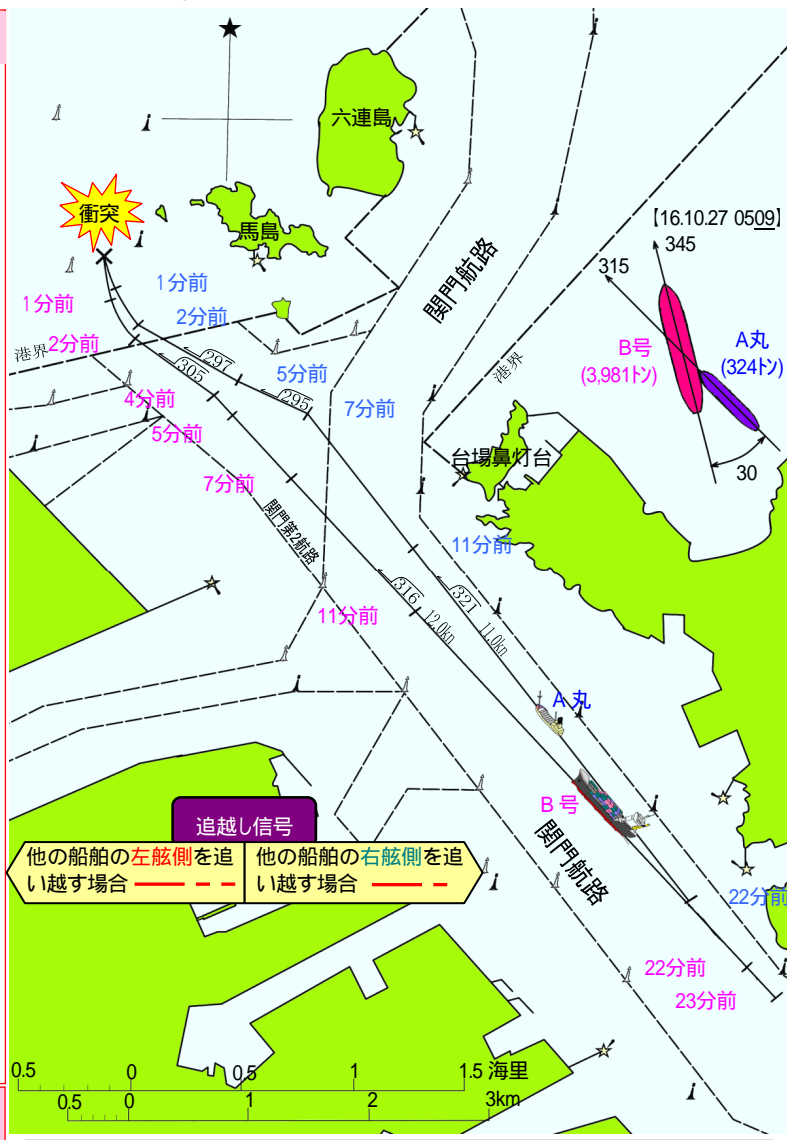 六連島
衝突
馬島
関門航路
【16.10.27 0509】
345
315
B号
(3,981トン)
A丸
(324トン)
30
1分前
1分前
2分前
港界
2分前
297
305
5分前
295
7分前
4分前
5分前
港界
台場鼻灯台
7分前
関門第2航路
11分前
11分前
316
12.0kn
321
11.0kn
A 丸
B 号
関門航路
追越し信号
他の船舶の左舷側を追
い越す場合
他の船舶の右舷側を追
い越す場合
22分前
22分前
23分前
0.5 0 0.5 1 1.5 海里
0.5 0 1 2 3km